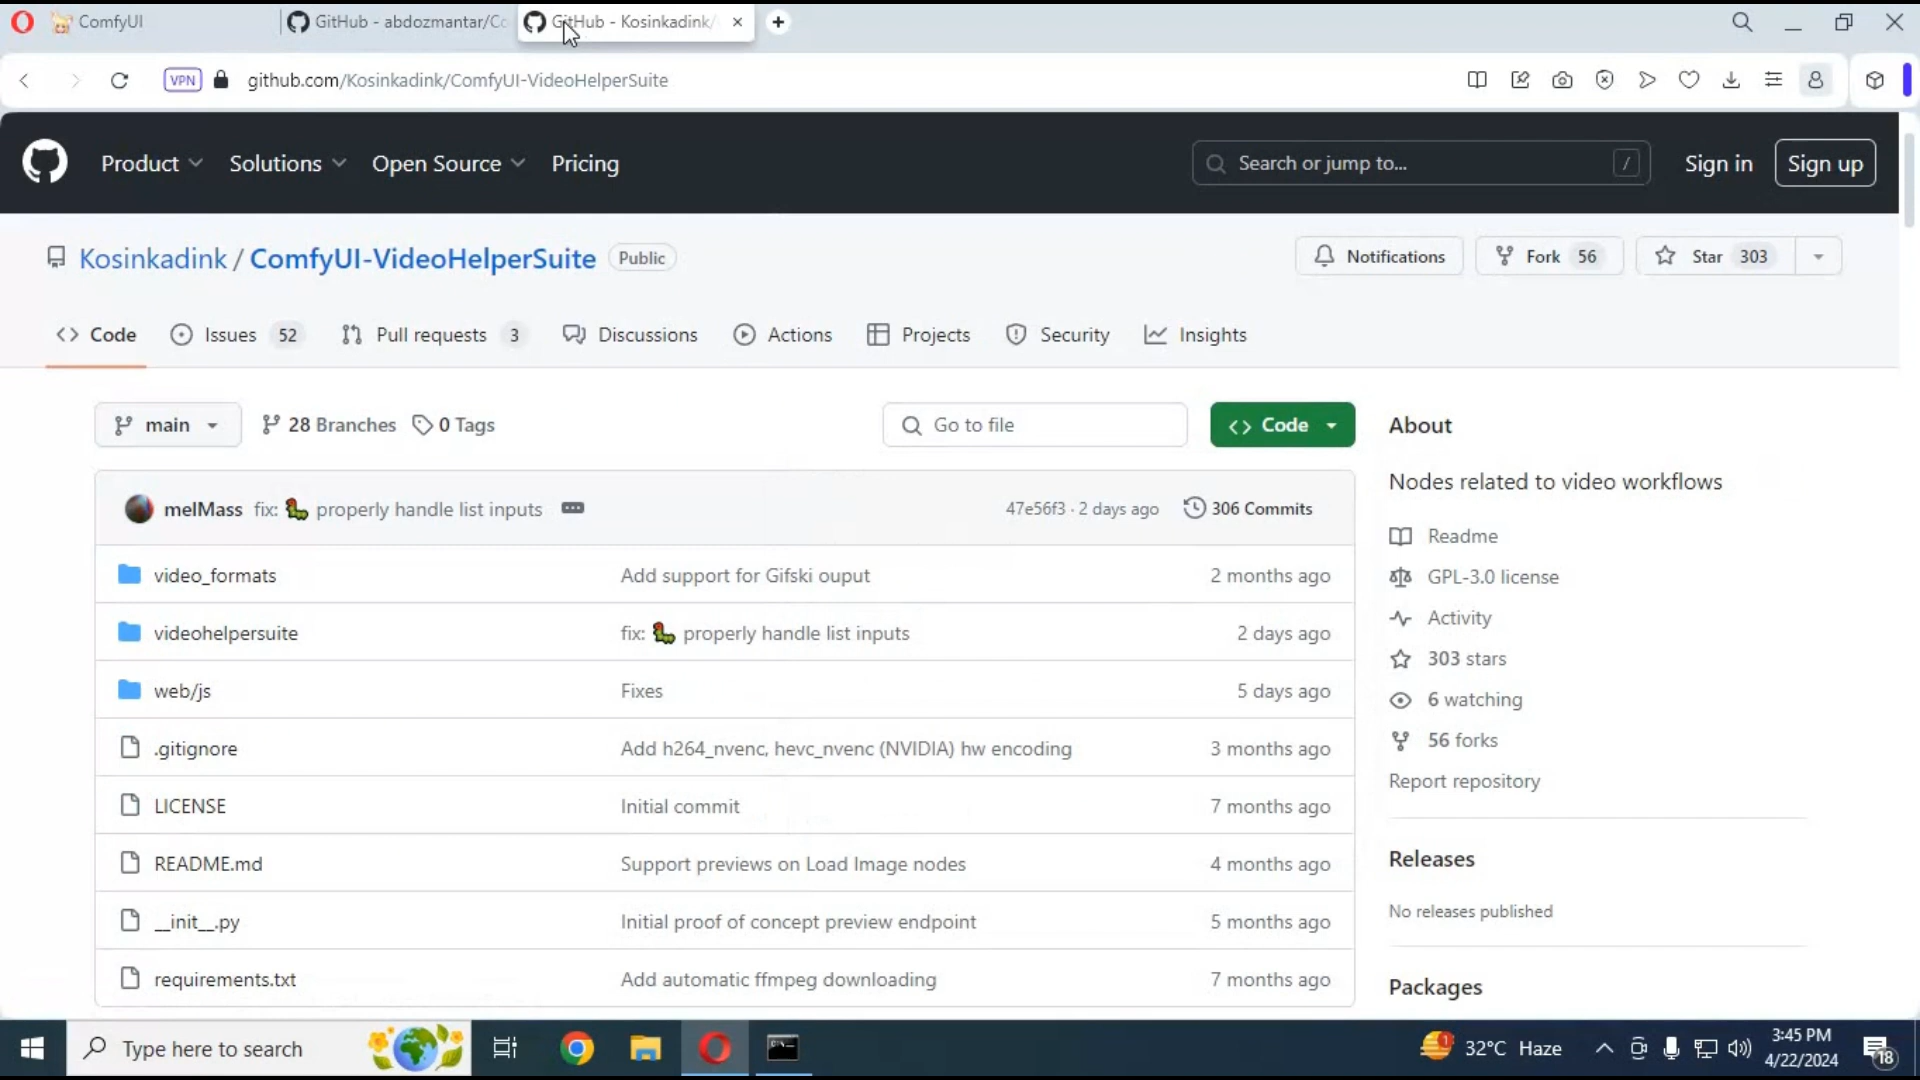 ComfyUI
GitHub - abdozmantar/Co
GitHub - Kosinkadink/
VPN
github.com/Kosinkadink/ComfyUI-VideoHelperSuite
Product
Solutions
Open Source
Pricing
Search or jump to...
/
Sign in
Sign up
Kosinkadink / ComfyUI-VideoHelperSuite
Public
Notifications
Fork 56
Star 303
Code
Issues 52
Pull requests 3
Discussions
Actions
Projects
Security
Insights
main
28 Branches
0 Tags
Go to file
Code
About
Nodes related to video workflows
melMass fix: 🐛 properly handle list inputs
47e56f3 · 2 days ago
306 Commits
Readme
video_formats
Add support for Gifski ouput
2 months ago
GPL-3.0 license
Activity
videohelpersuite
fix: 🐛 properly handle list inputs
2 days ago
303 stars
web/js
Fixes
5 days ago
6 watching
.gitignore
Add h264_nvenc, hevc_nvenc (NVIDIA) hw encoding
3 months ago
56 forks
Report repository
LICENSE
Initial commit
7 months ago
README.md
Support previews on Load Image nodes
4 months ago
Releases
No releases published
__init__.py
Initial proof of concept preview endpoint
5 months ago
requirements.txt
Add automatic ffmpeg downloading
7 months ago
Packages
Type here to search
1
32°C Haze
3:45 PM
4/22/2024
18